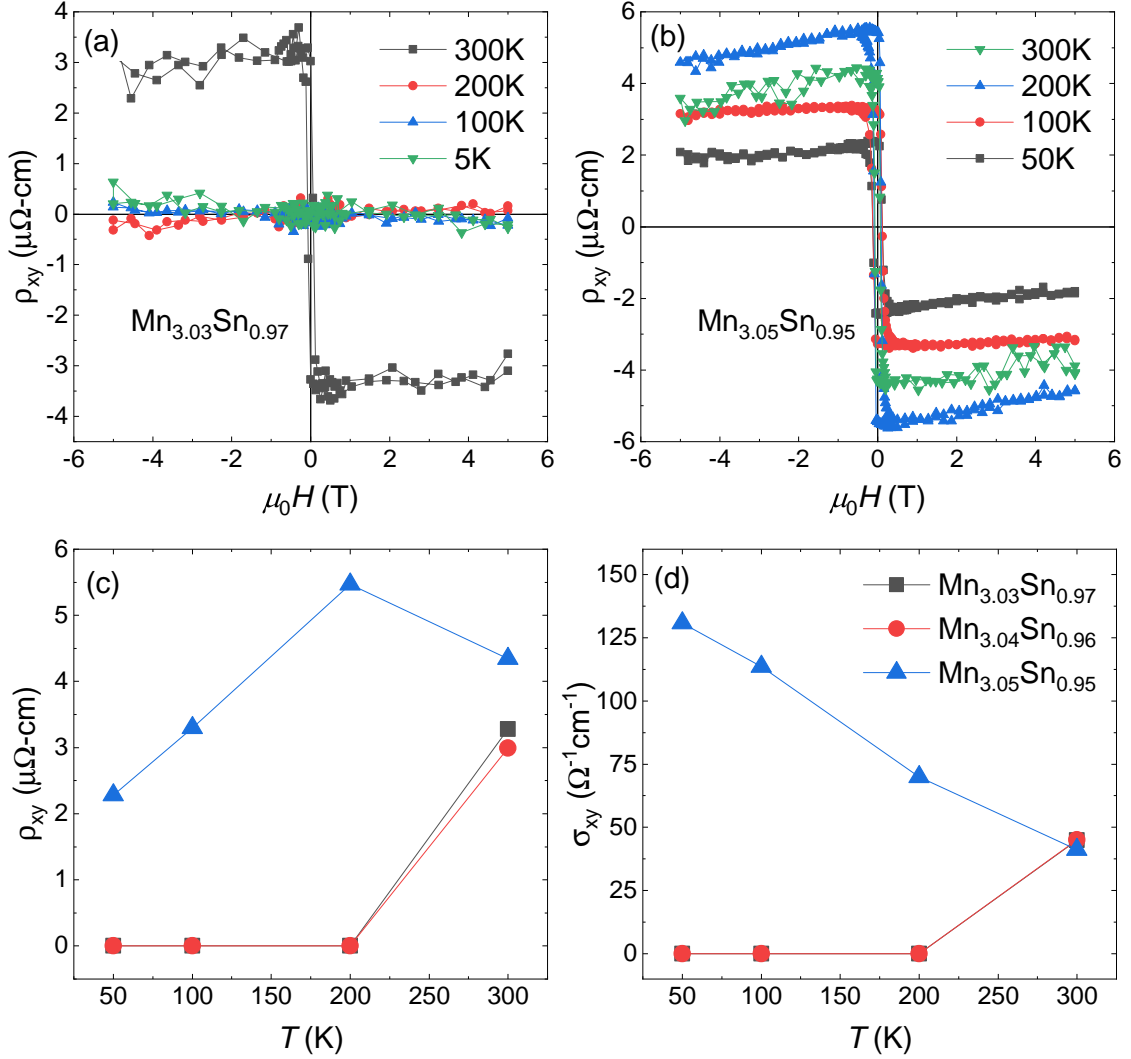 (a)
300K
200K
100K
5K
Mn3.03Sn0.97
ρxy (μΩ-cm)
4
3
2
1
0
-1
-2
-3
-4
-6 -4 -2 0 2 4 6
μ0H (T)
(b)
300K
200K
100K
50K
Mn3.05Sn0.95
ρxy (μΩ-cm)
6
4
2
0
-2
-4
-6
-6 -4 -2 0 2 4 6
μ0H (T)
(c)
ρxy (μΩ-cm)
6
5
4
3
2
1
0
50 100 150 200 250 300
T (K)
(d)
Mn3.03Sn0.97
Mn3.04Sn0.96
Mn3.05Sn0.95
σxy (Ω-1cm-1)
150
125
100
75
50
25
0
50 100 150 200 250 300
T (K)